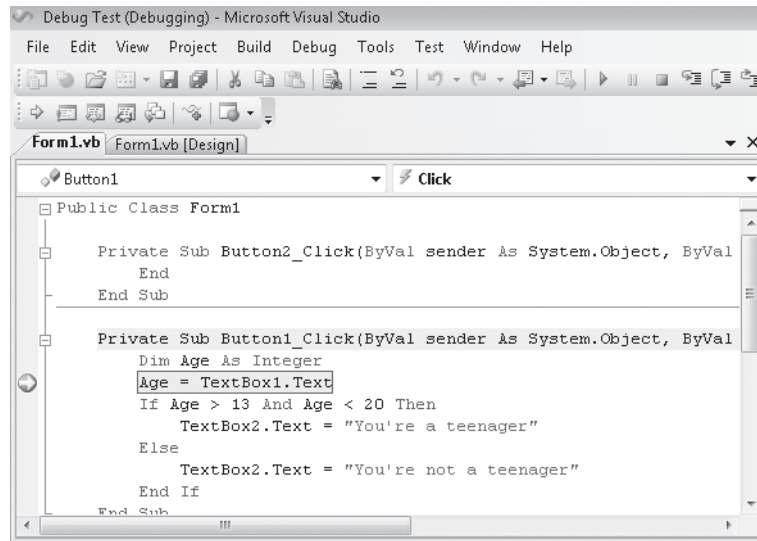 Debug Test (Debugging) - Microsoft Visual Studio
File Edit View Project Build Debug Tools Test Window Help
Form1.vb Form1.vb [Design]
Button1 Click
Public Class Form1
Private Sub Button2_Click(ByVal sender As System.Object, ByVal
End
End Sub
Private Sub Button1_Click(ByVal sender As System.Object, ByVal
Dim Age As Integer
Age = TextBox1.Text
If Age > 13 And Age < 20 Then
TextBox2.Text = "You're a teenager"
Else
TextBox2.Text = "You're not a teenager"
End If
End Sub